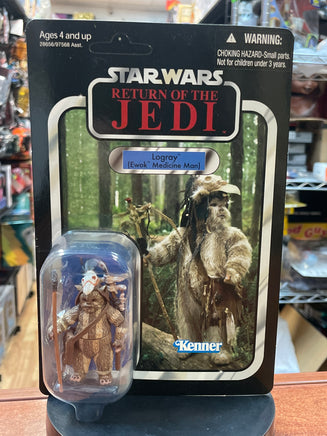 Ages 4 and up
28656/97568 Asst.
WARNING:
CHOKING HAZARD-Small parts.
Not for children under 3 years.
STAR WARS
RETURN OF THE
JEDI
Logray
(Ewok Medicine Man)
Kenner